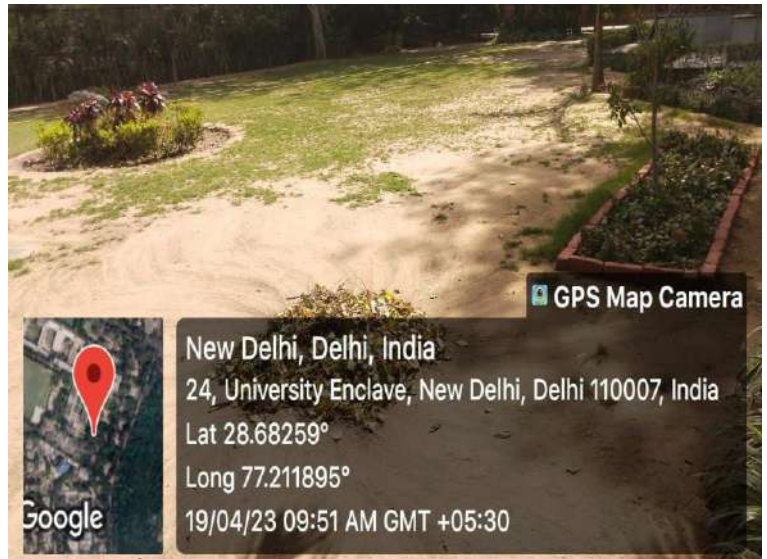 GPS Map Camera
New Delhi, Delhi, India
24, University Enclave, New Delhi, Delhi 110007, India
Lat 28.68259°
Long 77.211895°
19/04/23 09:51 AM GMT +05:30
Google